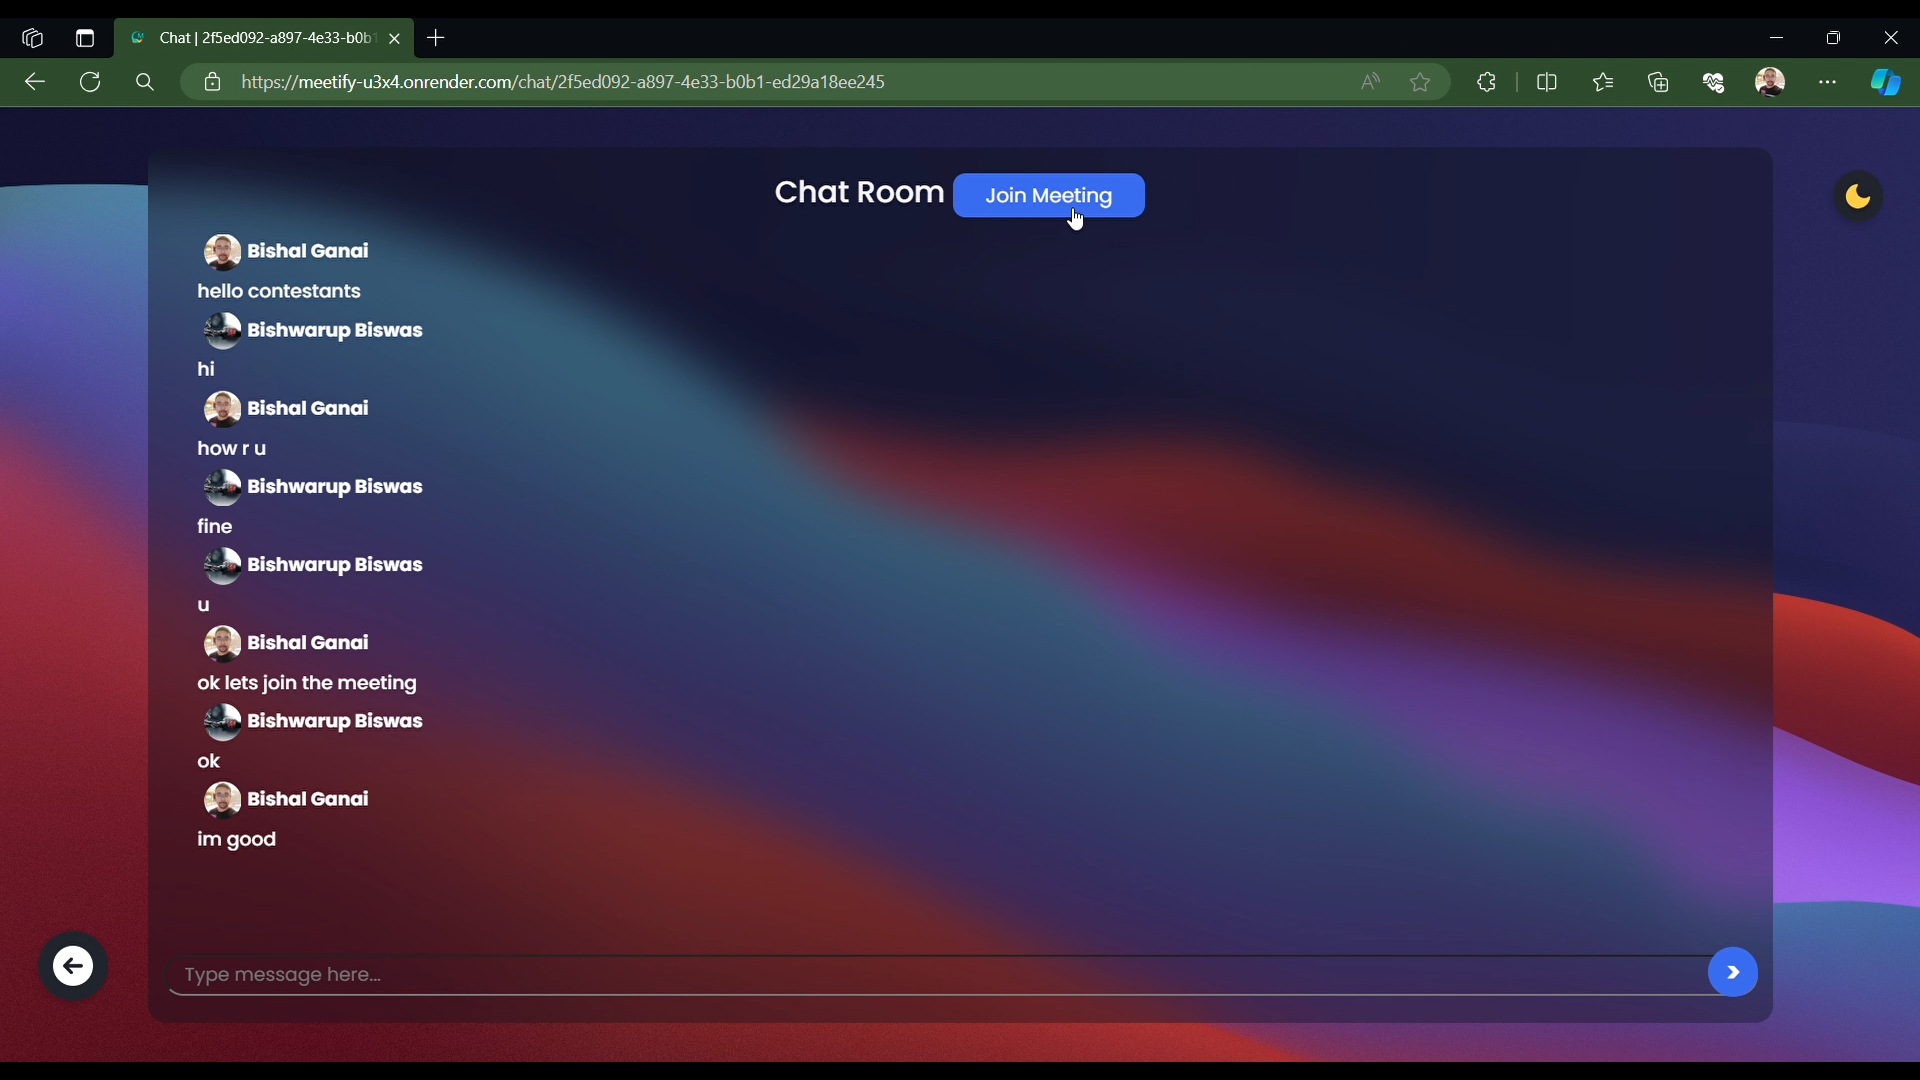 Chat | 2f5ed092-a897-4e33-b0b1
https://meetify-u3x4.onrender.com/chat/2f5ed092-a897-4e33-b0b1-ed29a18ee245
Chat Room
Join Meeting
Bishal Ganai
hello contestants
Bishwarup Biswas
hi
Bishal Ganai
how r u
Bishwarup Biswas
fine
Bishwarup Biswas
u
Bishal Ganai
ok lets join the meeting
Bishwarup Biswas
ok
Bishal Ganai
im good
Type message here...